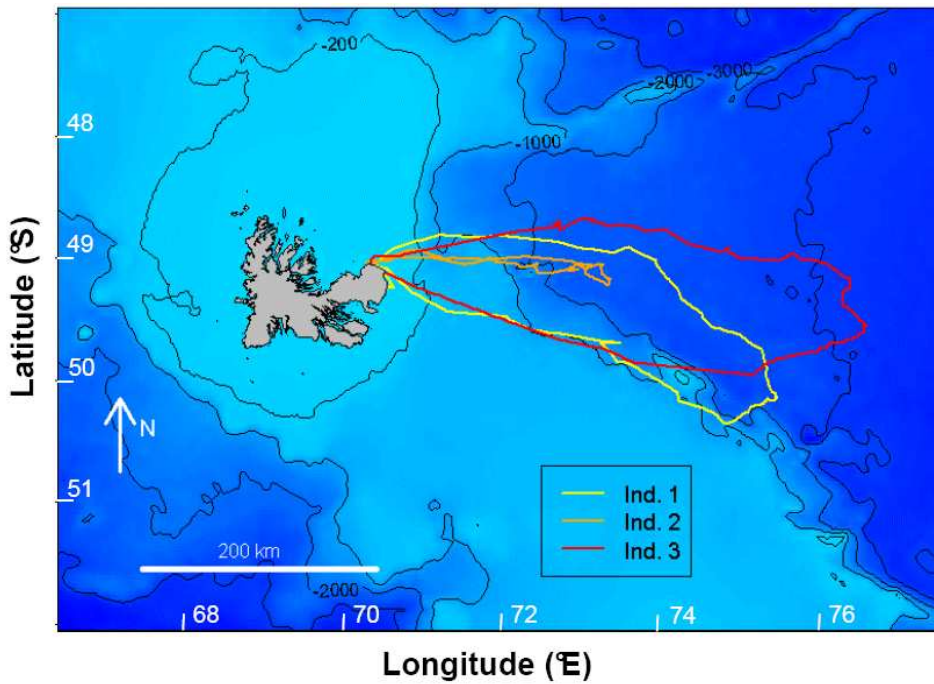 -200
-3000
-2000
-1000
48
49
50
51
Latitude (°S)
N
200 km
-2000
Ind. 1
Ind. 2
Ind. 3
68
70
72
74
76
Longitude (°E)